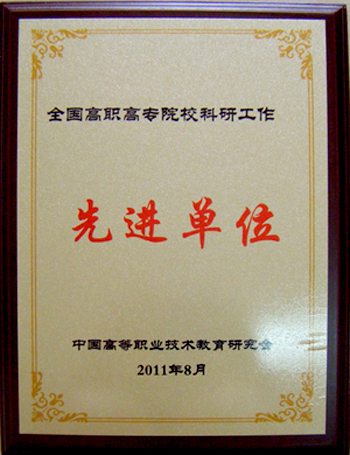 全国高职高专院校科研工作
先进单位
中国高等职业技术教育研究会
2011年8月